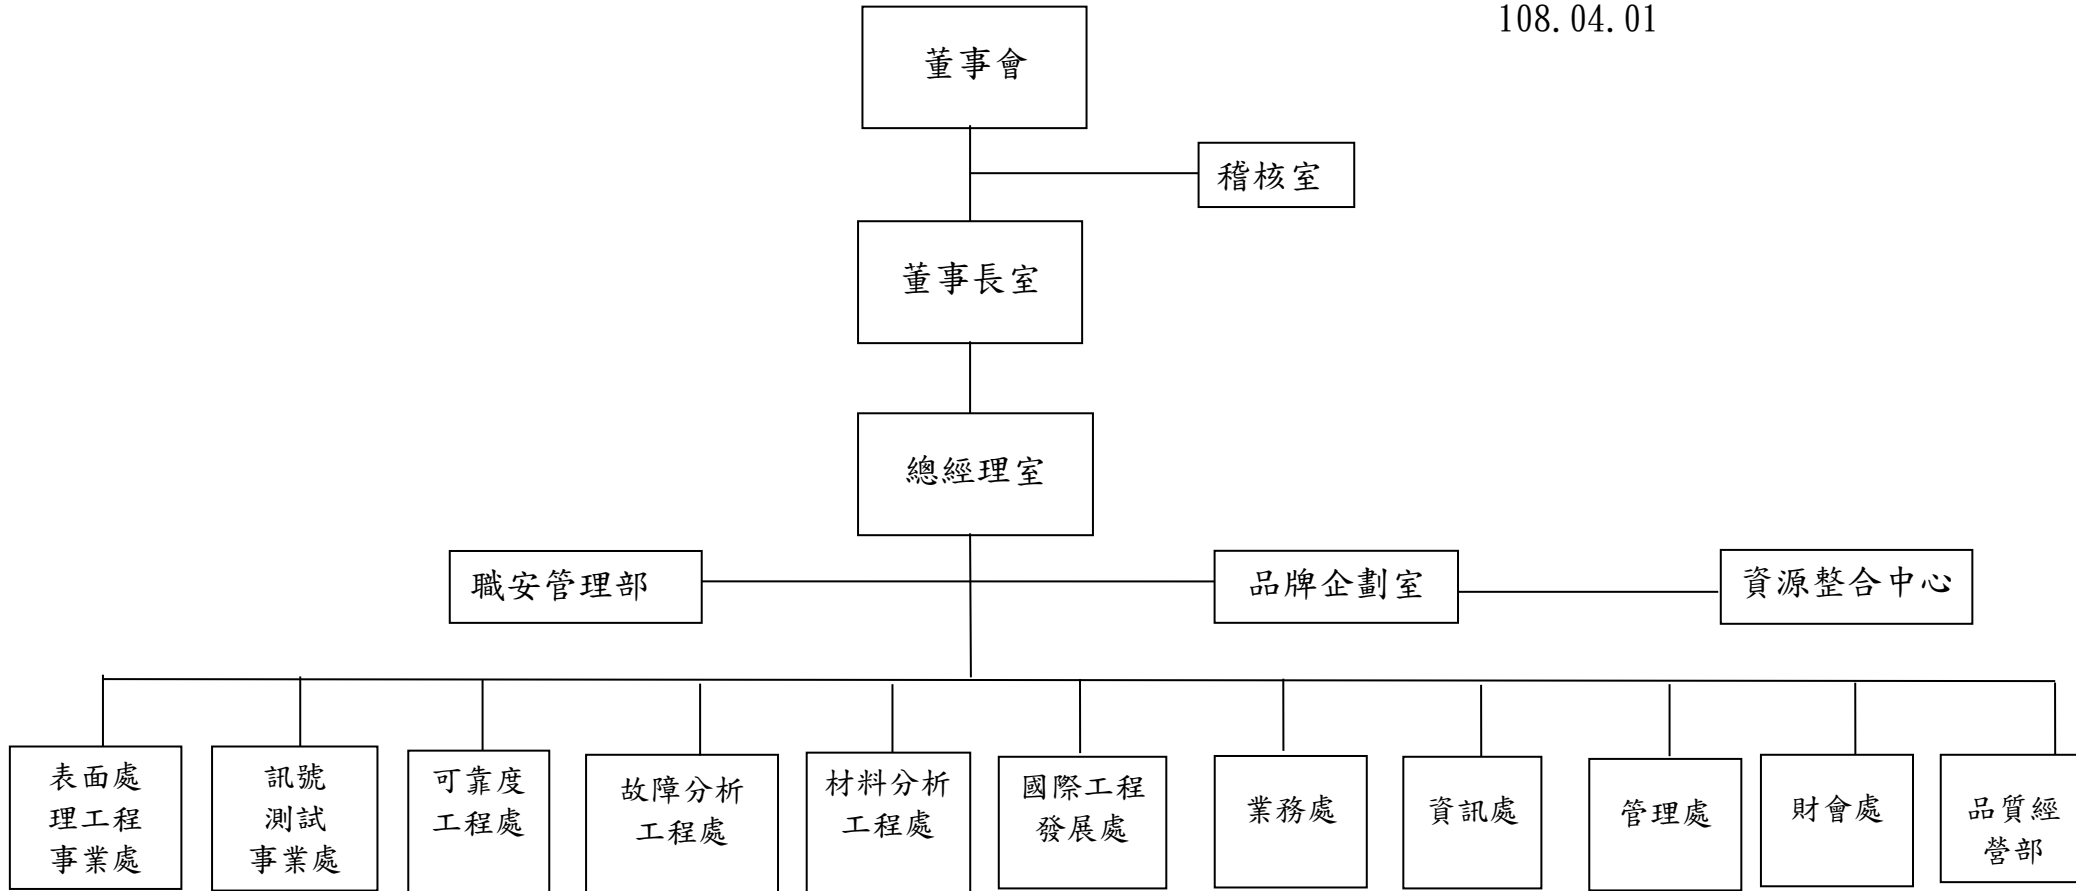 108.04.01
董事會
稽核室
董事長室
總經理室
職安管理部
品牌企劃室
資源整合中心
表面處
理工程
事業處
訊號
測試
事業處
可靠度
工程處
故障分析
工程處
材料分析
工程處
國際工程
發展處
業務處
資訊處
管理處
財會處
品質經
營部